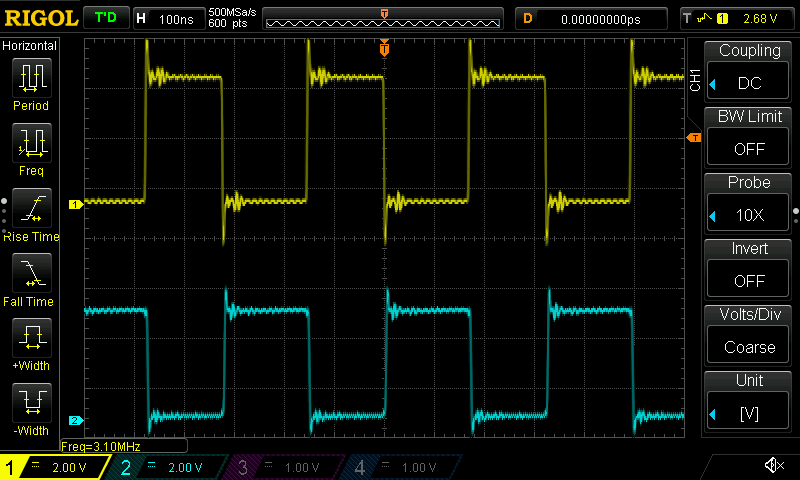 RIGOL T'D H 100ns 500MSa/s 600 pts T D 0.00000000ps T 1 2.68 V
Horizontal
Period
Freq
Rise Time
Fall Time
+Width
-Width
T
1
2
T
CH1
Coupling
DC
BW Limit
OFF
Probe
10X
Invert
OFF
Volts/Div
Coarse
Unit
[V]
Freq=3.10MHz
1 2.00 V 2 2.00 V 3 1.00 V 4 1.00 V